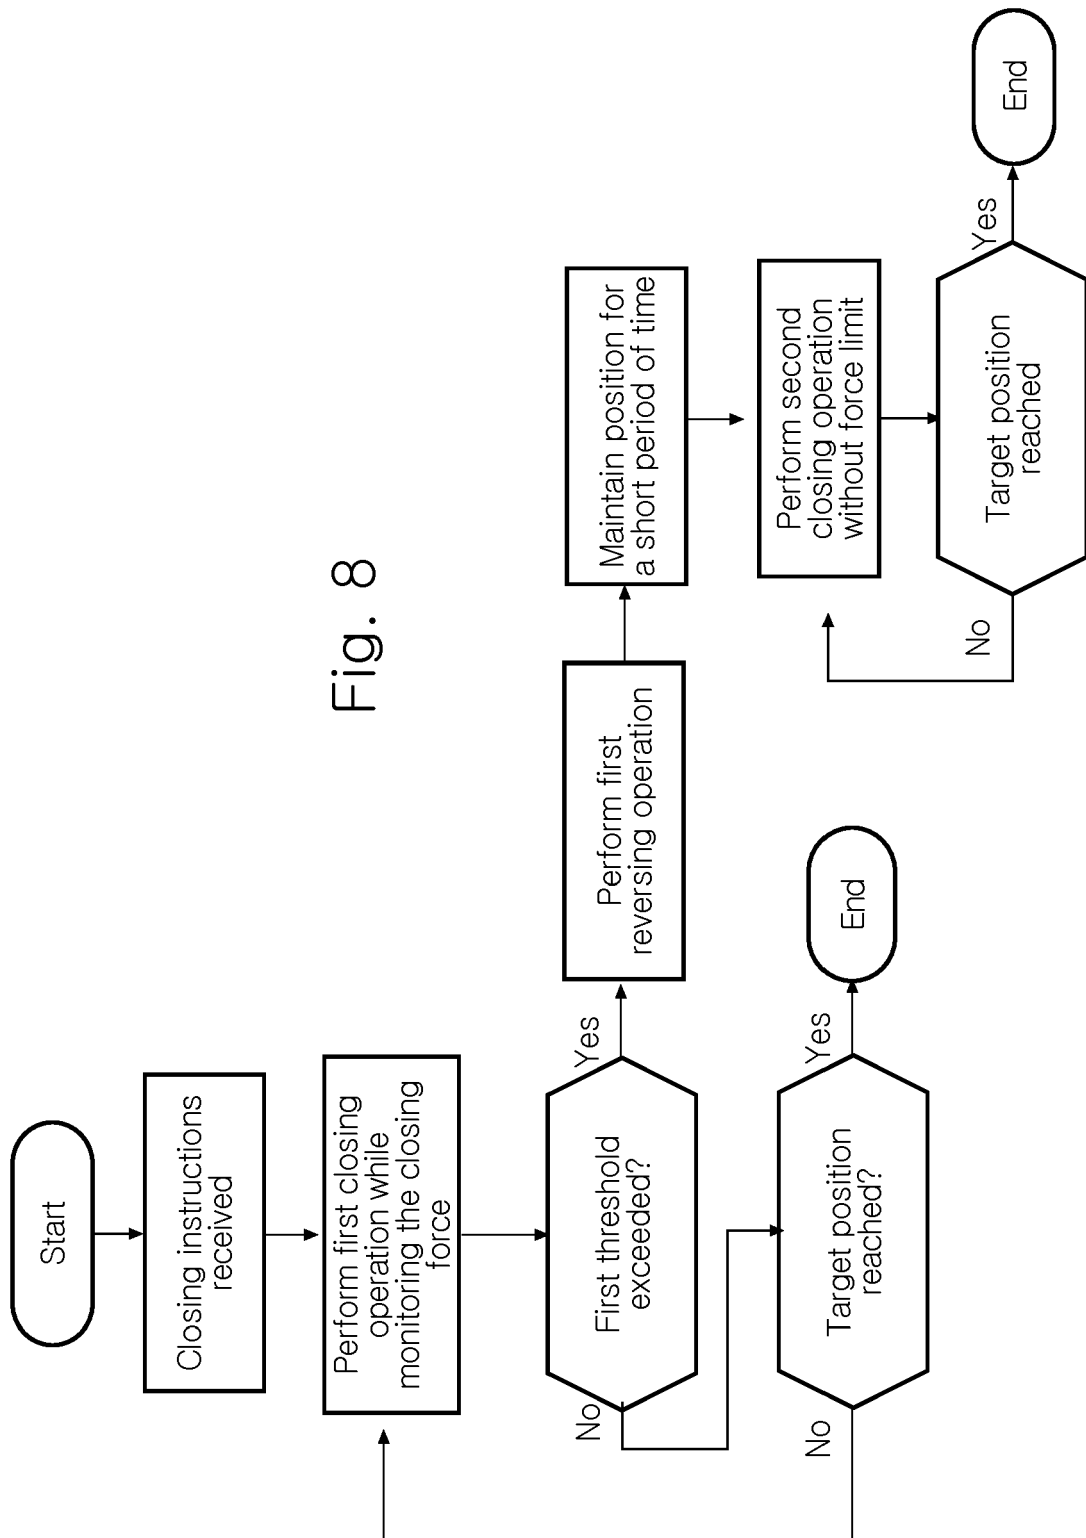 Fig. 8
Start
Closing instructions
received
Perform first closing
operation while
monitoring the closing
force
First threshold
exceeded?
Yes
No
Perform first
reversing operation
Maintain position for
a short period of time
Target position
reached?
Yes
No
End
Perform second
closing operation
without force limit
Target position
reached
Yes
No
End